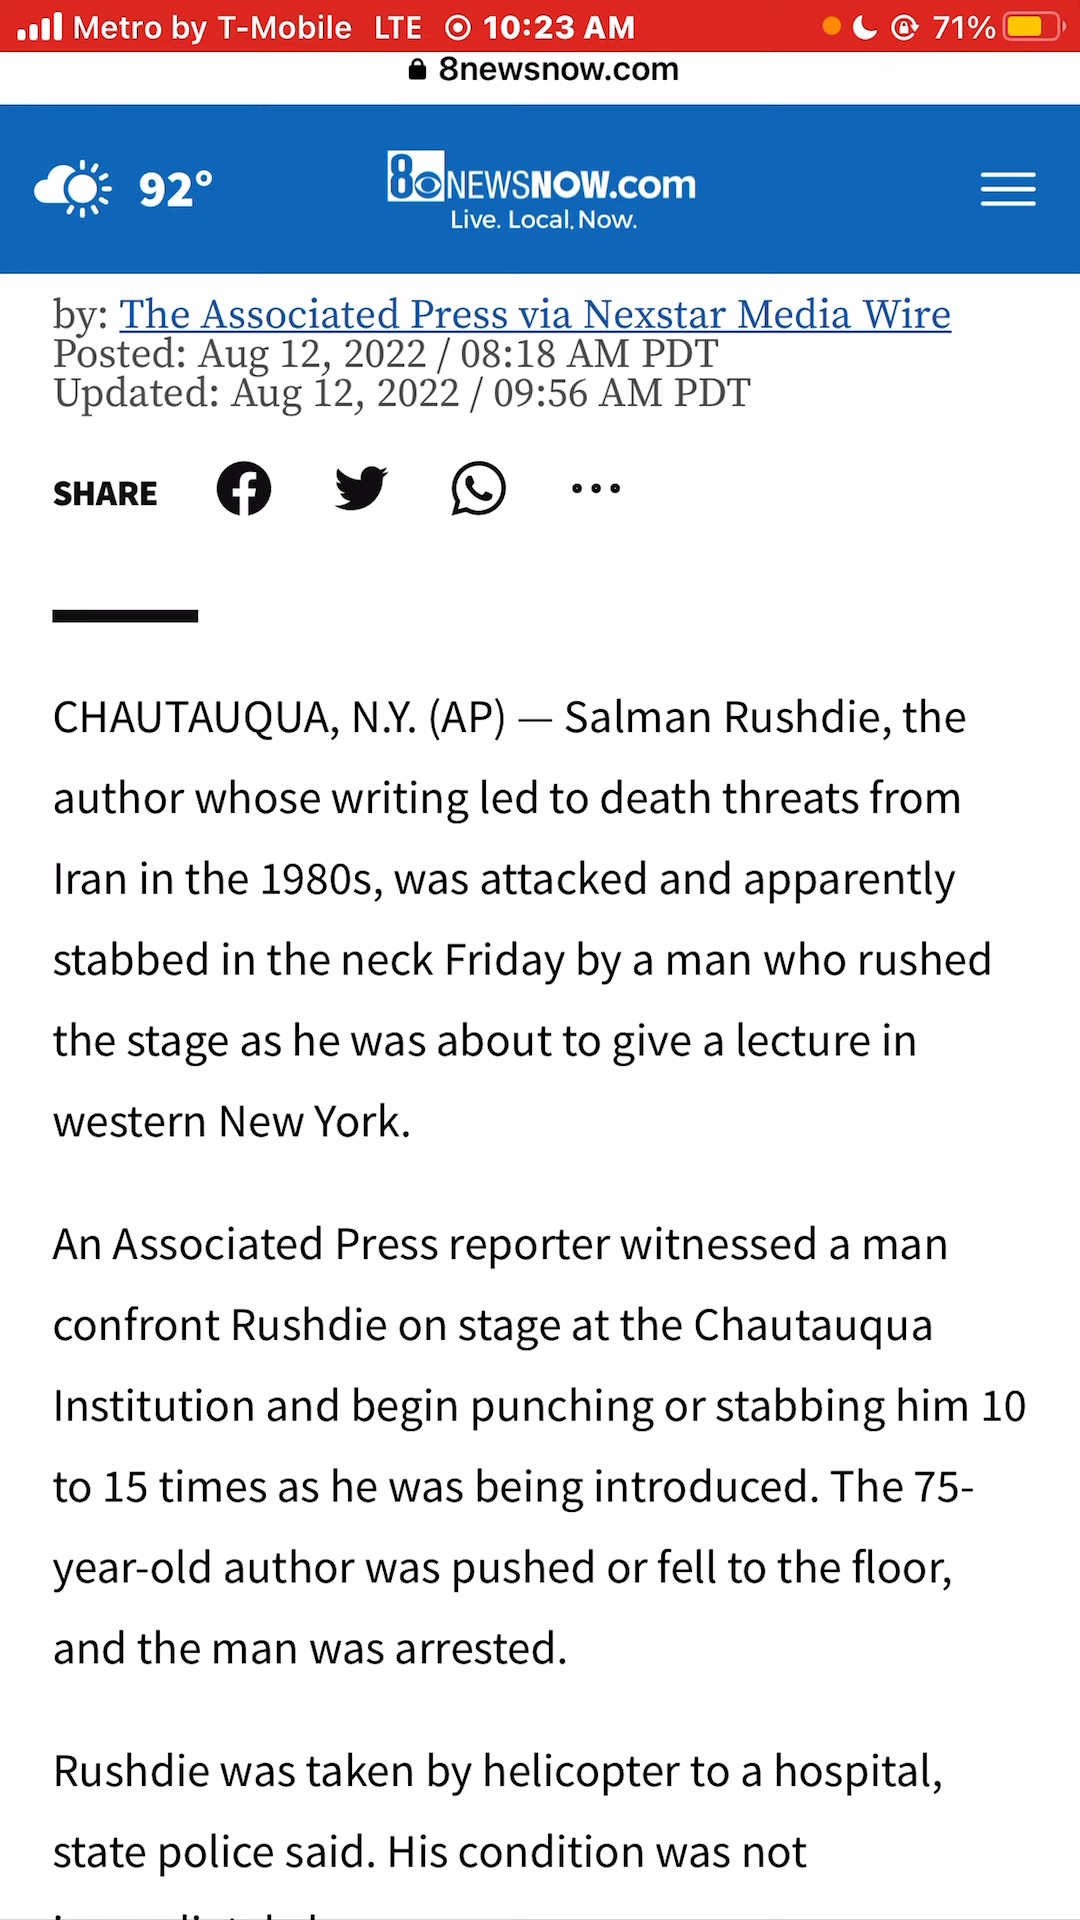 Metro by T-Mobile LTE 10:23 AM 71%
8newsnow.com
92° 8NEWSNOW.com
Live. Local. Now.
by: The Associated Press via Nexstar Media Wire
Posted: Aug 12, 2022 / 08:18 AM PDT
Updated: Aug 12, 2022 / 09:56 AM PDT
SHARE
CHAUTAUQUA, N.Y. (AP) — Salman Rushdie, the
author whose writing led to death threats from
Iran in the 1980s, was attacked and apparently
stabbed in the neck Friday by a man who rushed
the stage as he was about to give a lecture in
western New York.
An Associated Press reporter witnessed a man
confront Rushdie on stage at the Chautauqua
Institution and begin punching or stabbing him 10
to 15 times as he was being introduced. The 75-
year-old author was pushed or fell to the floor,
and the man was arrested.
Rushdie was taken by helicopter to a hospital,
state police said. His condition was not